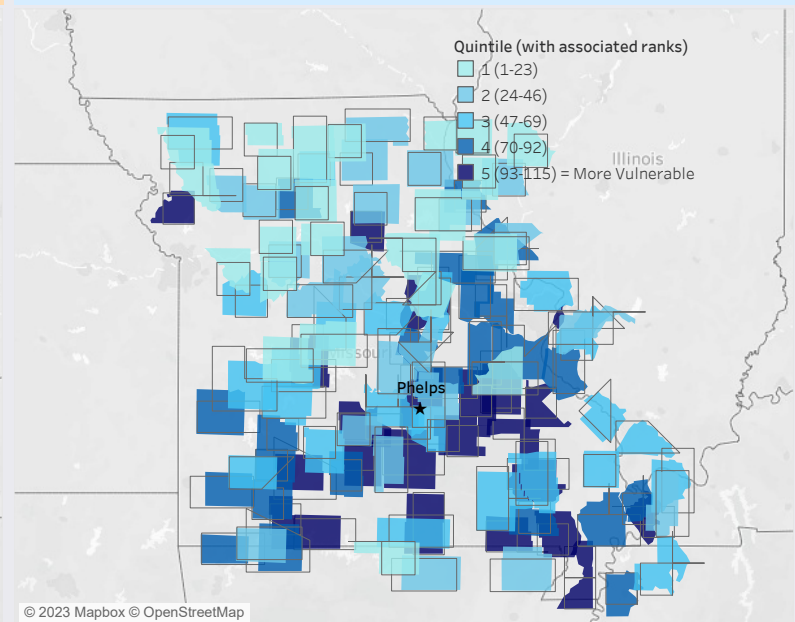 Quintile (with associated ranks)
1 (1-23)
2 (24-46)
3 (47-69)
4 (70-92)
5 (93-115) = More Vulnerable
Illinois
Missouri
Phelps
© 2023 Mapbox © OpenStreetMap